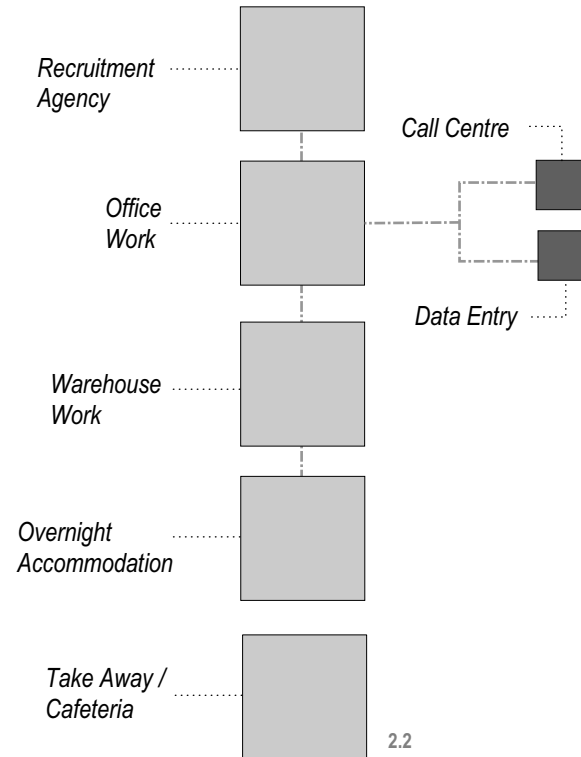 Recruitment
Agency
Call Centre
Office
Work
Data Entry
Warehouse
Work
Overnight
Accommodation
Take Away /
Cafeteria
2.2